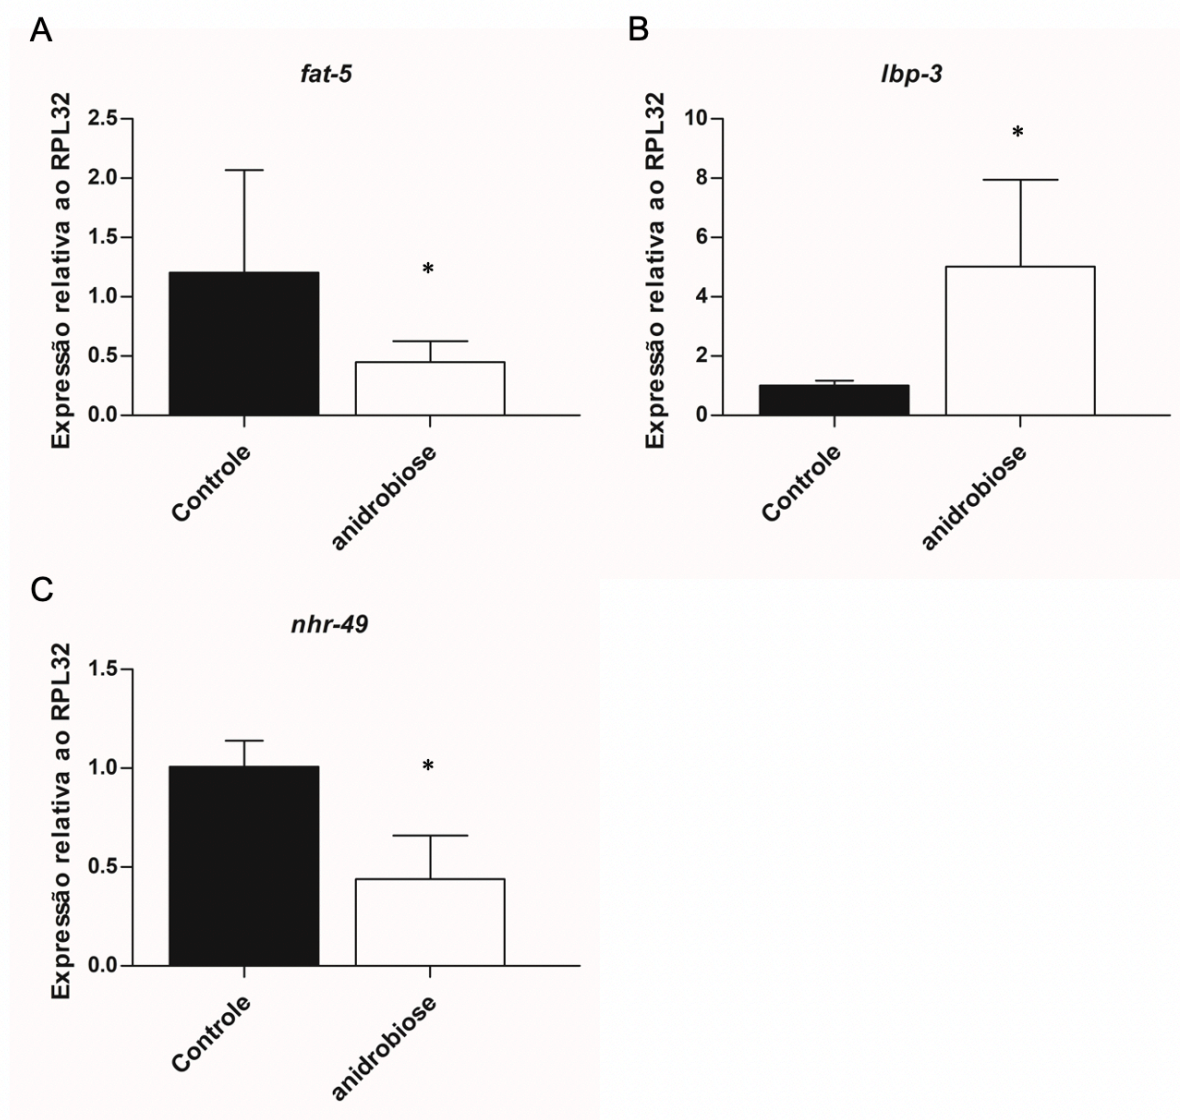 A
fat-5
Expressão relativa ao RPL32
2.5
2.0
1.5
1.0
0.5
0.0
*
Controle
anidrobiose
B
lbp-3
Expressão relativa ao RPL32
10
8
6
4
2
0
*
Controle
anidrobiose
C
nhr-49
Expressão relativa ao RPL32
1.5
1.0
0.5
0.0
*
Controle
anidrobiose